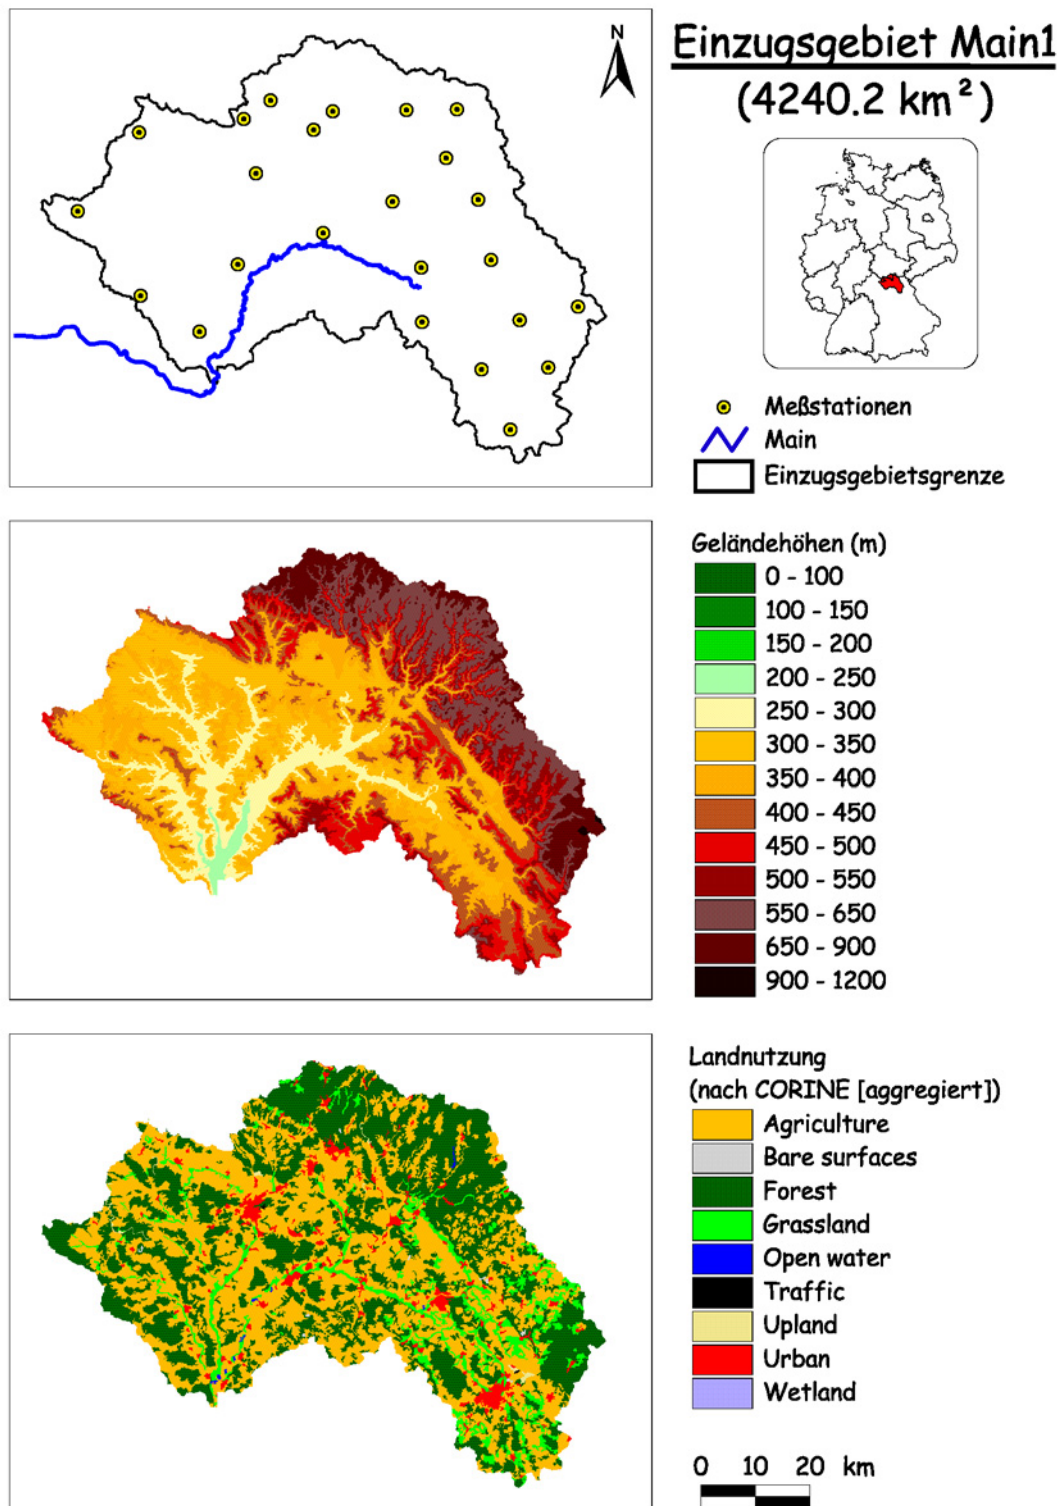 N
Einzugsgebiet Main1
(4240.2 km²)
Meßstationen
Main
Einzugsgebietsgrenze
Geländehöhen (m)
0 - 100
100 - 150
150 - 200
200 - 250
250 - 300
300 - 350
350 - 400
400 - 450
450 - 500
500 - 550
550 - 650
650 - 900
900 - 1200
Landnutzung
(nach CORINE [aggregiert])
Agriculture
Bare surfaces
Forest
Grassland
Open water
Traffic
Upland
Urban
Wetland
0 10 20 km